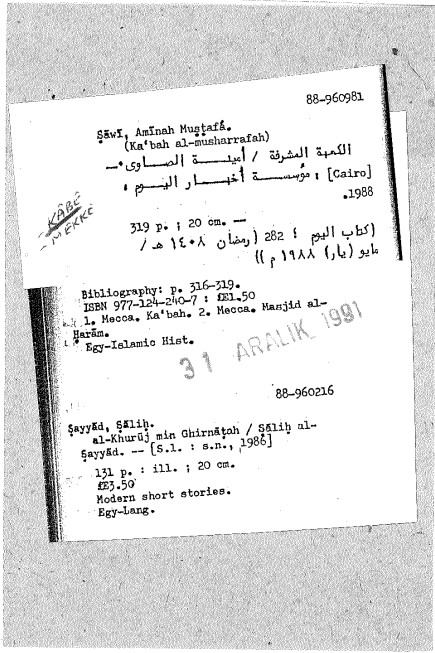 88-960981
Ṣāwī, Amīnah Muṣṭafá.
(Ka'bah al-musharrafah)
الكعبة المشرفة / أمينة الصاوى . —
[Cairo] : مؤسسة أخبار اليوم ،
1988.
KÂBE
- MEKKE
319 p. ; 20 cm. —
(كتاب اليوم ؛ 282 (رمضان ١٤٠٨ هـ /
مايو (يار) ١٩٨٨ م))
Bibliography: p. 316-319.
ISBN 977-124-240-7 : £E1.50
1. Mecca. Ka'bah. 2. Mecca. Masjid al-
Ḥarām.
Egy-Islamic Hist.
31 ARALIK 1991
88-960216
Ṣayyād, Ṣāliḥ.
al-Khurūj min Ghirnāṭah / Ṣāliḥ al-
Ṣayyād. -- [S.l. : s.n., 1986]
131 p. : ill. ; 20 cm.
£E3.50
Modern short stories.
Egy-Lang.